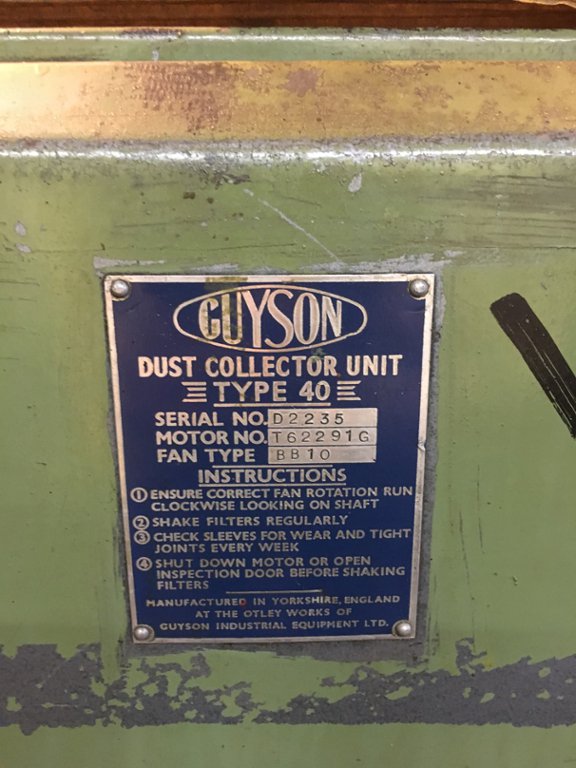 GUYSON
DUST COLLECTOR UNIT
TYPE 40
SERIAL NO. D2235
MOTOR NO. T62291G
FAN TYPE BB10
INSTRUCTIONS
① ENSURE CORRECT FAN ROTATION RUN
CLOCKWISE LOOKING ON SHAFT
② SHAKE FILTERS REGULARLY
③ CHECK SLEEVES FOR WEAR AND TIGHT
JOINTS EVERY WEEK
④ SHUT DOWN MOTOR OR OPEN
INSPECTION DOOR BEFORE SHAKING
FILTERS
MANUFACTURED IN YORKSHIRE, ENGLAND
AT THE OTLEY WORKS OF
GUYSON INDUSTRIAL EQUIPMENT LTD.